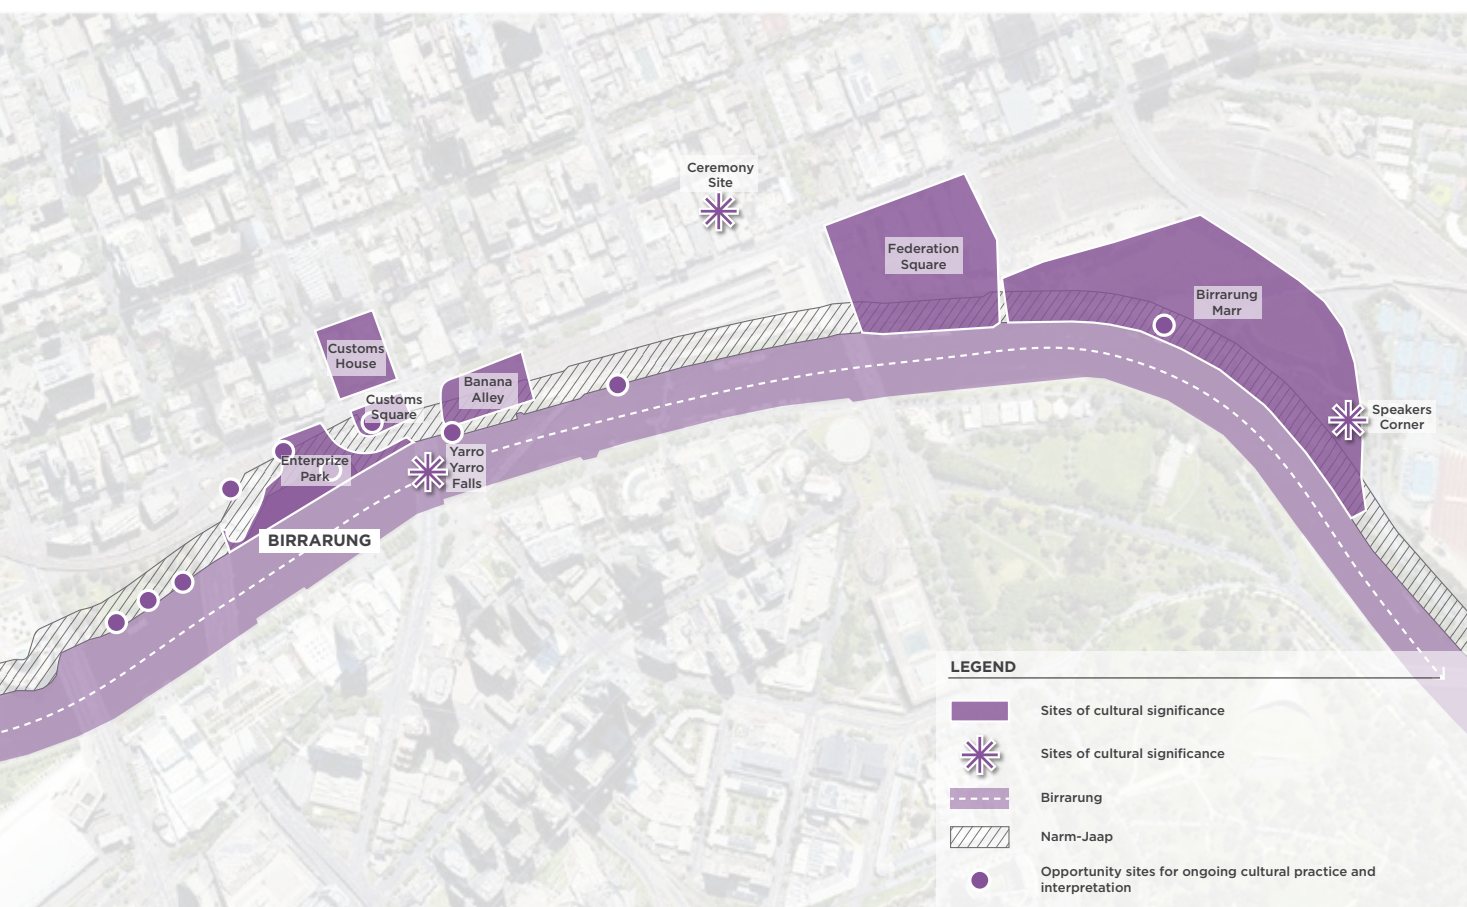 Ceremony
Site
Federation
Square
Birrarung
Marr
Customs
House
Banana
Alley
Customs
Square
Speakers
Corner
Enterprize
Park
Yarro
Yarro
Falls
BIRRARUNG
LEGEND
Sites of cultural significance
Sites of cultural significance
Birrarung
Narm-Jaap
Opportunity sites for ongoing cultural practice and
interpretation